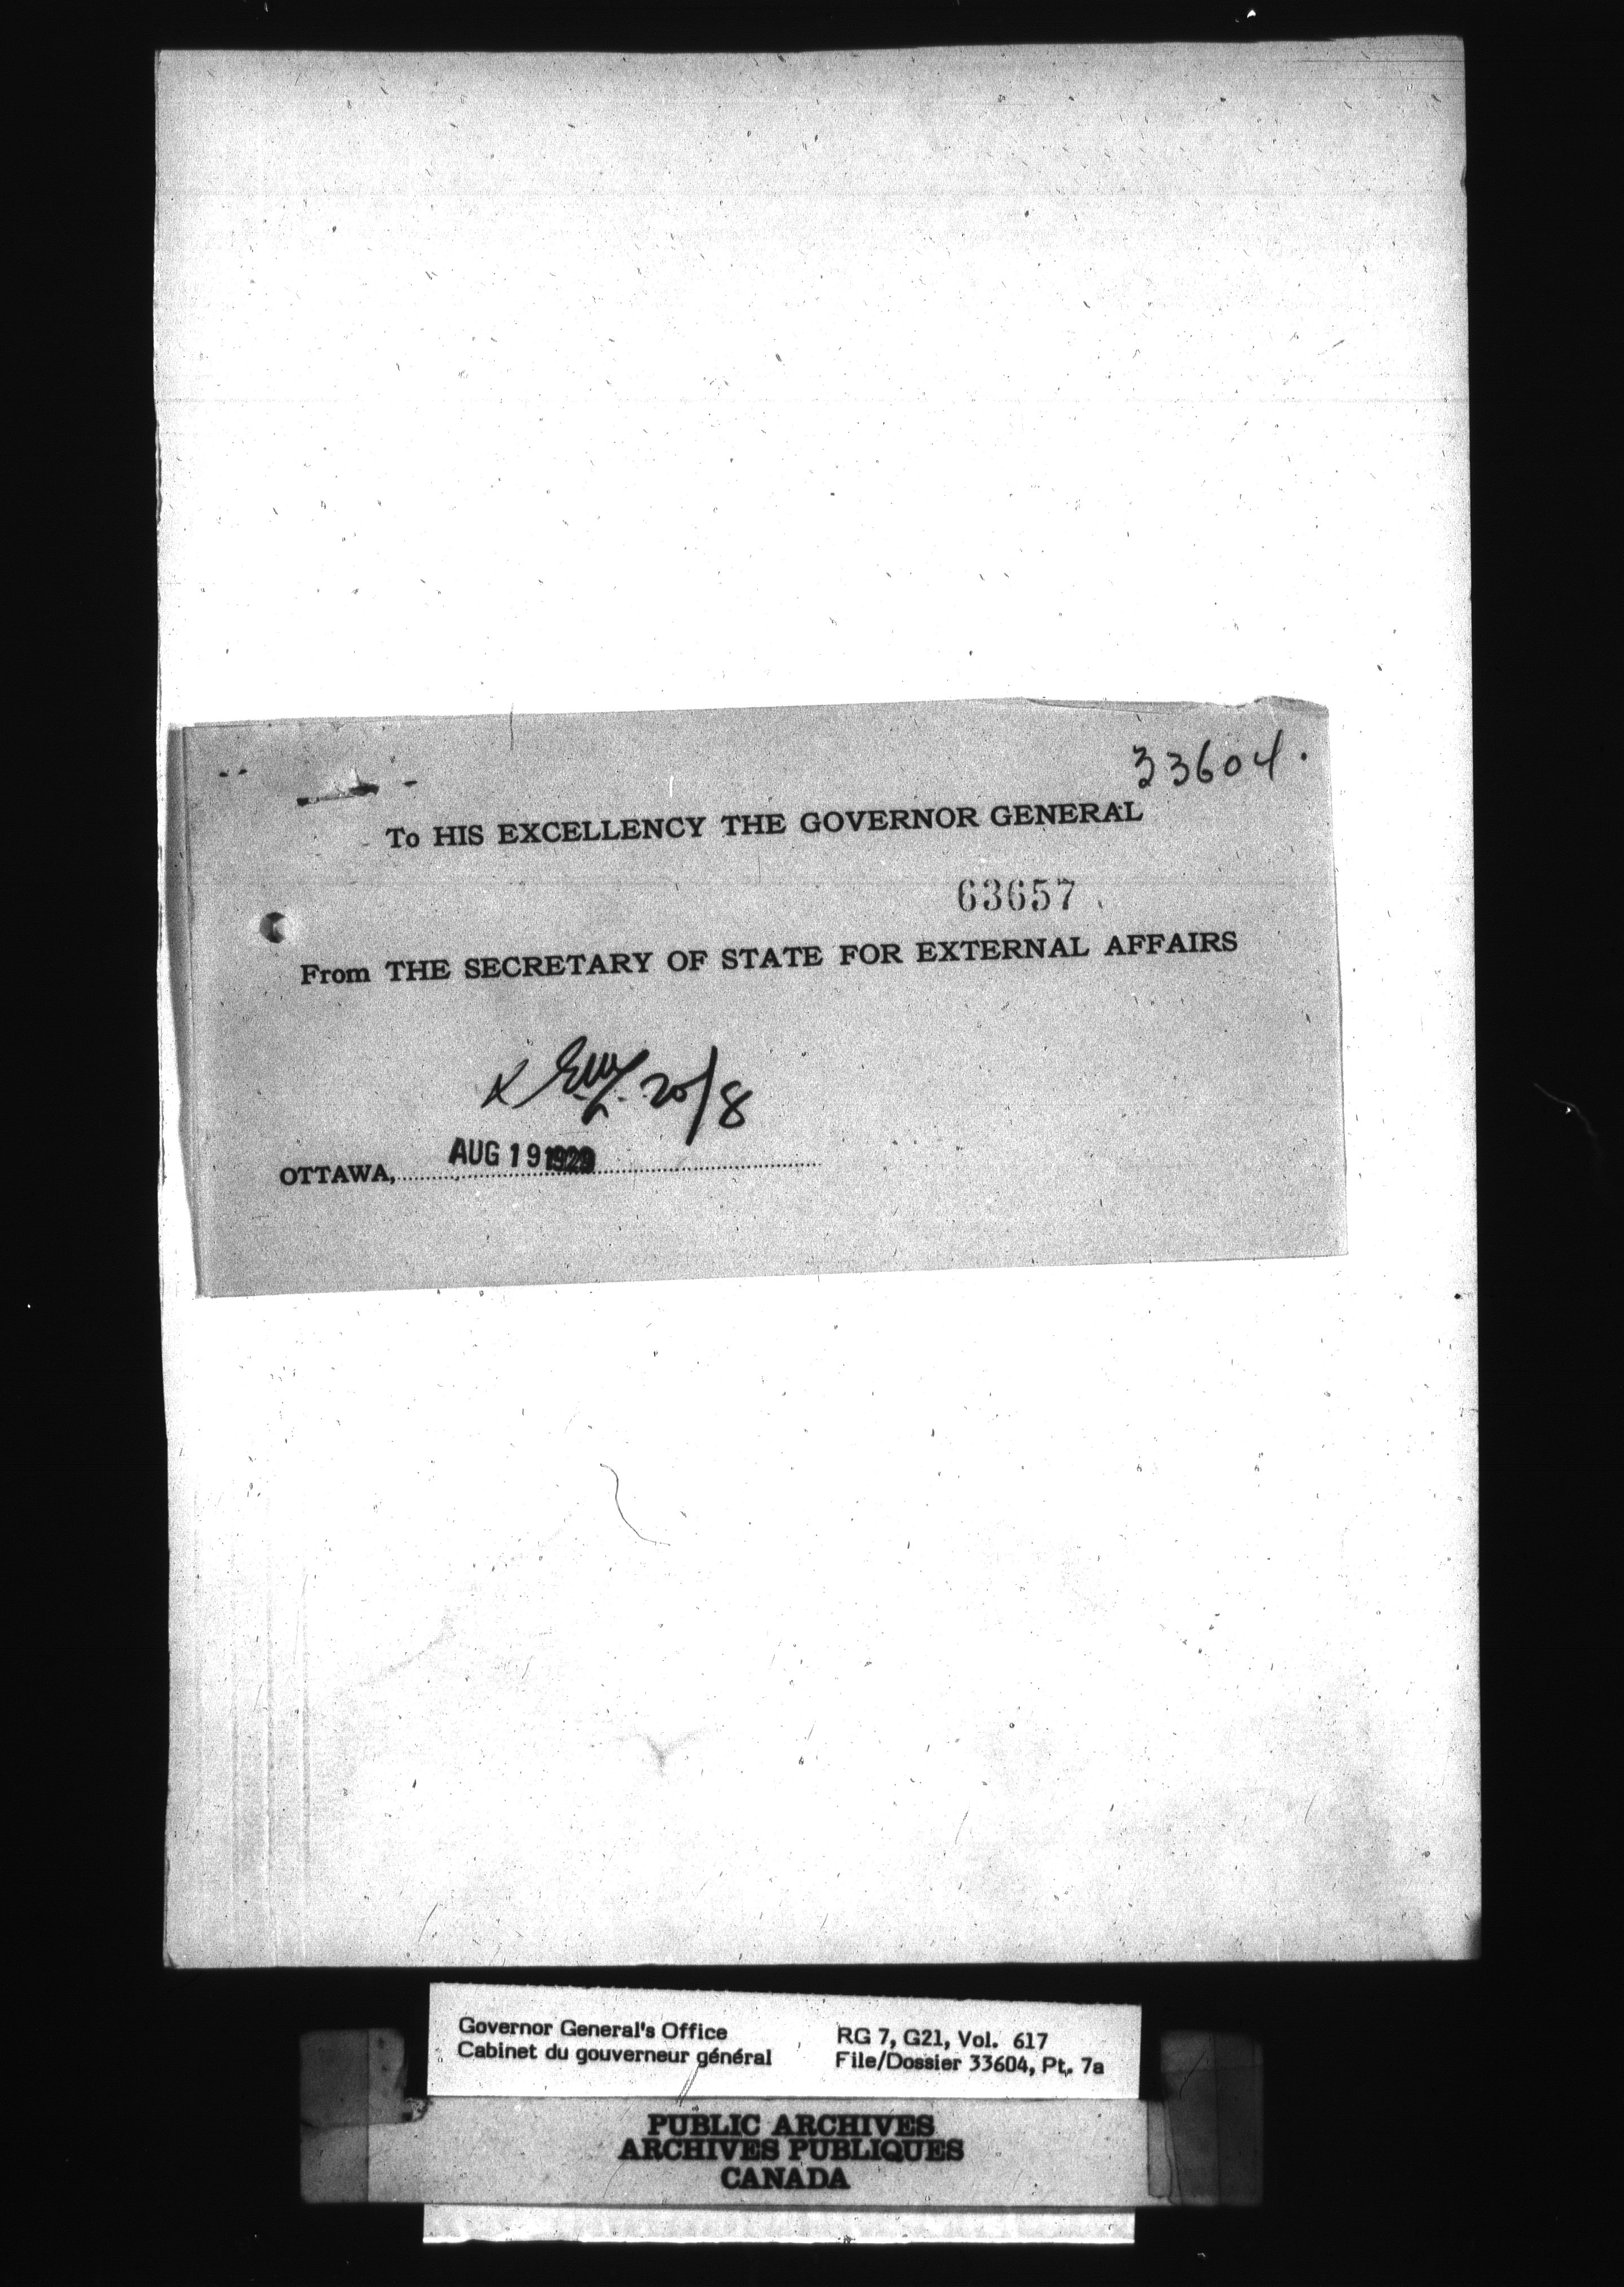 33604.
To HIS EXCELLENCY THE GOVERNOR GENERAL
63657
From THE SECRETARY OF STATE FOR EXTERNAL AFFAIRS
20/8
OTTAWA, AUG 19 1929
Governor General's Office
Cabinet du gouverneur général
RG 7, G21, Vol. 617
File/Dossier 33604, Pt. 7a
PUBLIC ARCHIVES
ARCHIVES PUBLIQUES
CANADA